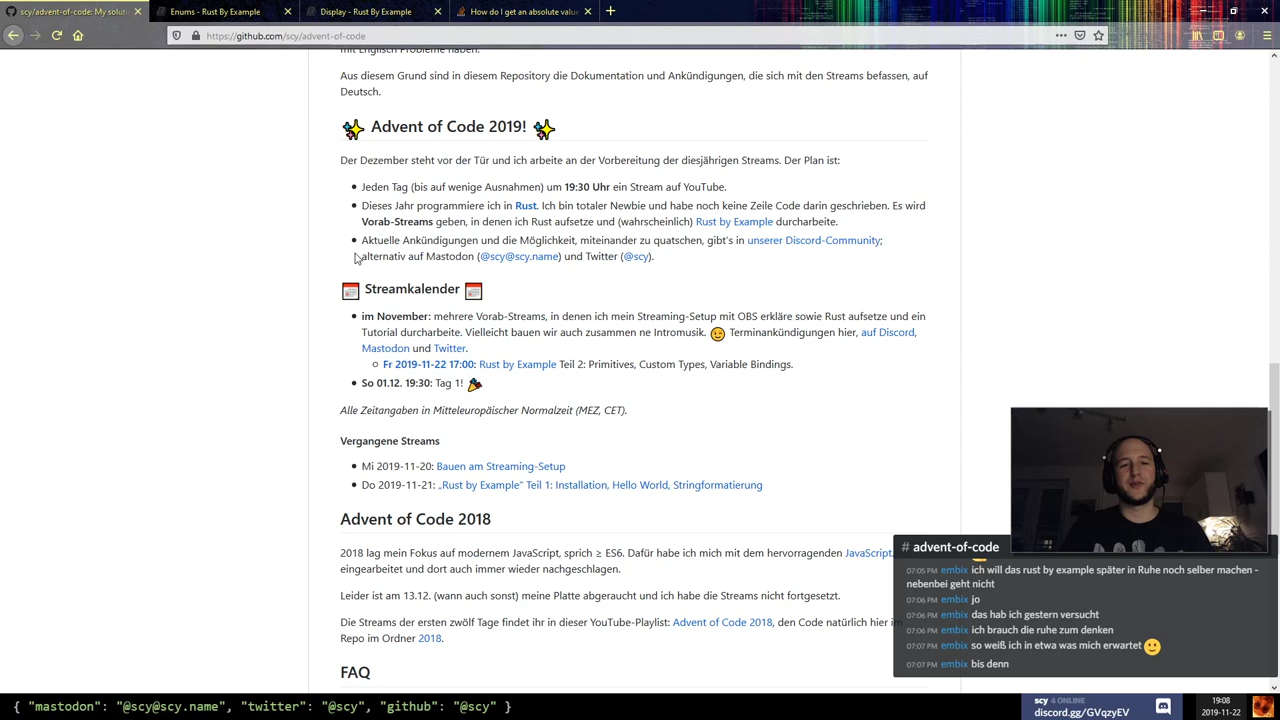 scy/advent-of-code: My soluti
Enums - Rust By Example
Display - Rust By Example
How do I get an absolute value
https://github.com/scy/advent-of-code
mit Englisch Probleme haben.
Aus diesem Grund sind in diesem Repository die Dokumentation und Ankündigungen, die sich mit den Streams befassen, auf
Deutsch.
Advent of Code 2019!
Der Dezember steht vor der Tür und ich arbeite an der Vorbereitung der diesjährigen Streams. Der Plan ist:
Jeden Tag (bis auf wenige Ausnahmen) um 19:30 Uhr ein Stream auf YouTube.
Dieses Jahr programmiere ich in Rust. Ich bin totaler Newbie und habe noch keine Zeile Code darin geschrieben. Es wird
Vorab-Streams geben, in denen ich Rust aufsetze und (wahrscheinlich) Rust by Example durcharbeite.
Aktuelle Ankündigungen und die Möglichkeit, miteinander zu quatschen, gibt's in unserer Discord-Community;
alternativ auf Mastodon (@scy@scy.name) und Twitter (@scy).
Streamkalender
im November: mehrere Vorab-Streams, in denen ich mein Streaming-Setup mit OBS erkläre sowie Rust aufsetze und ein
Tutorial durcharbeite. Vielleicht bauen wir auch zusammen ne Intromusik. 😉 Terminankündigungen hier, auf Discord,
Mastodon und Twitter.
Fr 2019-11-22 17:00: Rust by Example Teil 2: Primitives, Custom Types, Variable Bindings.
So 01.12. 19:30: Tag 1!
Alle Zeitangaben in Mitteleuropäischer Normalzeit (MEZ, CET).
Vergangene Streams
Mi 2019-11-20: Bauen am Streaming-Setup
Do 2019-11-21: „Rust by Example" Teil 1: Installation, Hello World, Stringformatierung
Advent of Code 2018
2018 lag mein Fokus auf modernem JavaScript, sprich ≥ ES6. Dafür habe ich mich mit dem hervorragenden JavaScript.
eingearbeitet und dort auch immer wieder nachgeschlagen.
Leider ist am 13.12. (wann auch sonst) meine Platte abgeraucht und ich habe die Streams nicht fortgesetzt.
Die Streams der ersten zwölf Tage findet ihr in dieser YouTube-Playlist: Advent of Code 2018, den Code natürlich hier im
Repo im Ordner 2018.
FAQ
# advent-of-code
07:05 PM embix ich will das rust by example später in Ruhe noch selber machen -
nebenbei geht nicht
07:06 PM embix jo
07:06 PM embix das hab ich gestern versucht
07:06 PM embix ich brauch die ruhe zum denken
07:07 PM embix so weiß ich in etwa was mich erwartet 🙂
07:07 PM embix bis denn
{ "mastodon": "@scy@scy.name", "twitter": "@scy", "github": "@scy" }
scy 4 ONLINE
discord.gg/GVqzyEV
19:08
2019-11-22